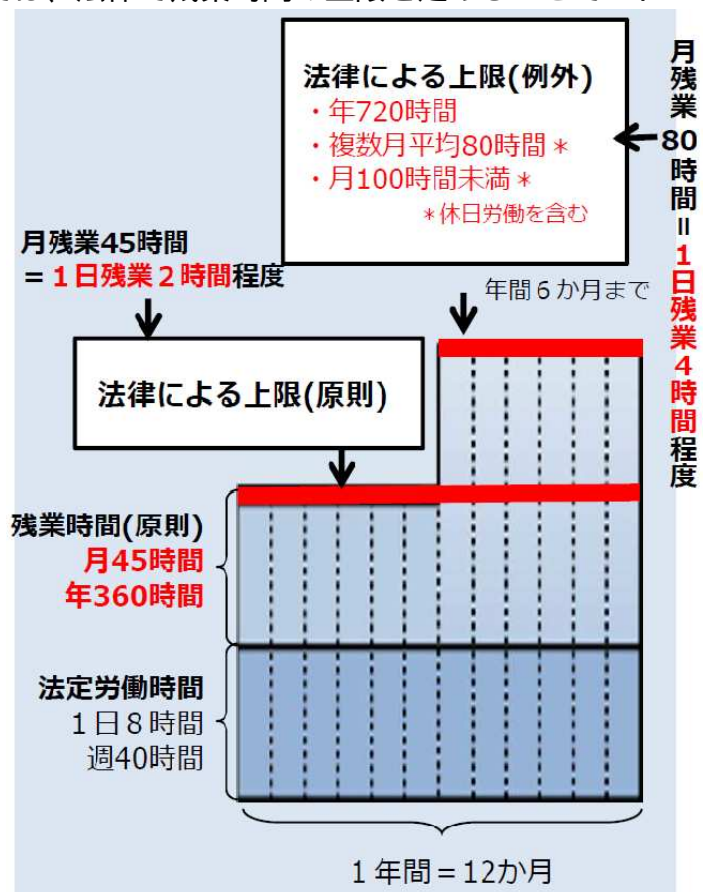 法律による上限(例外)
・年720時間
・複数月平均80時間＊
・月100時間未満＊
＊休日労働を含む
月残業80時間＝１日残業４時間程度
月残業45時間
＝１日残業２時間程度
年間６か月まで
法律による上限(原則)
残業時間(原則)
月45時間
年360時間
法定労働時間
１日８時間
週40時間
１年間＝12か月